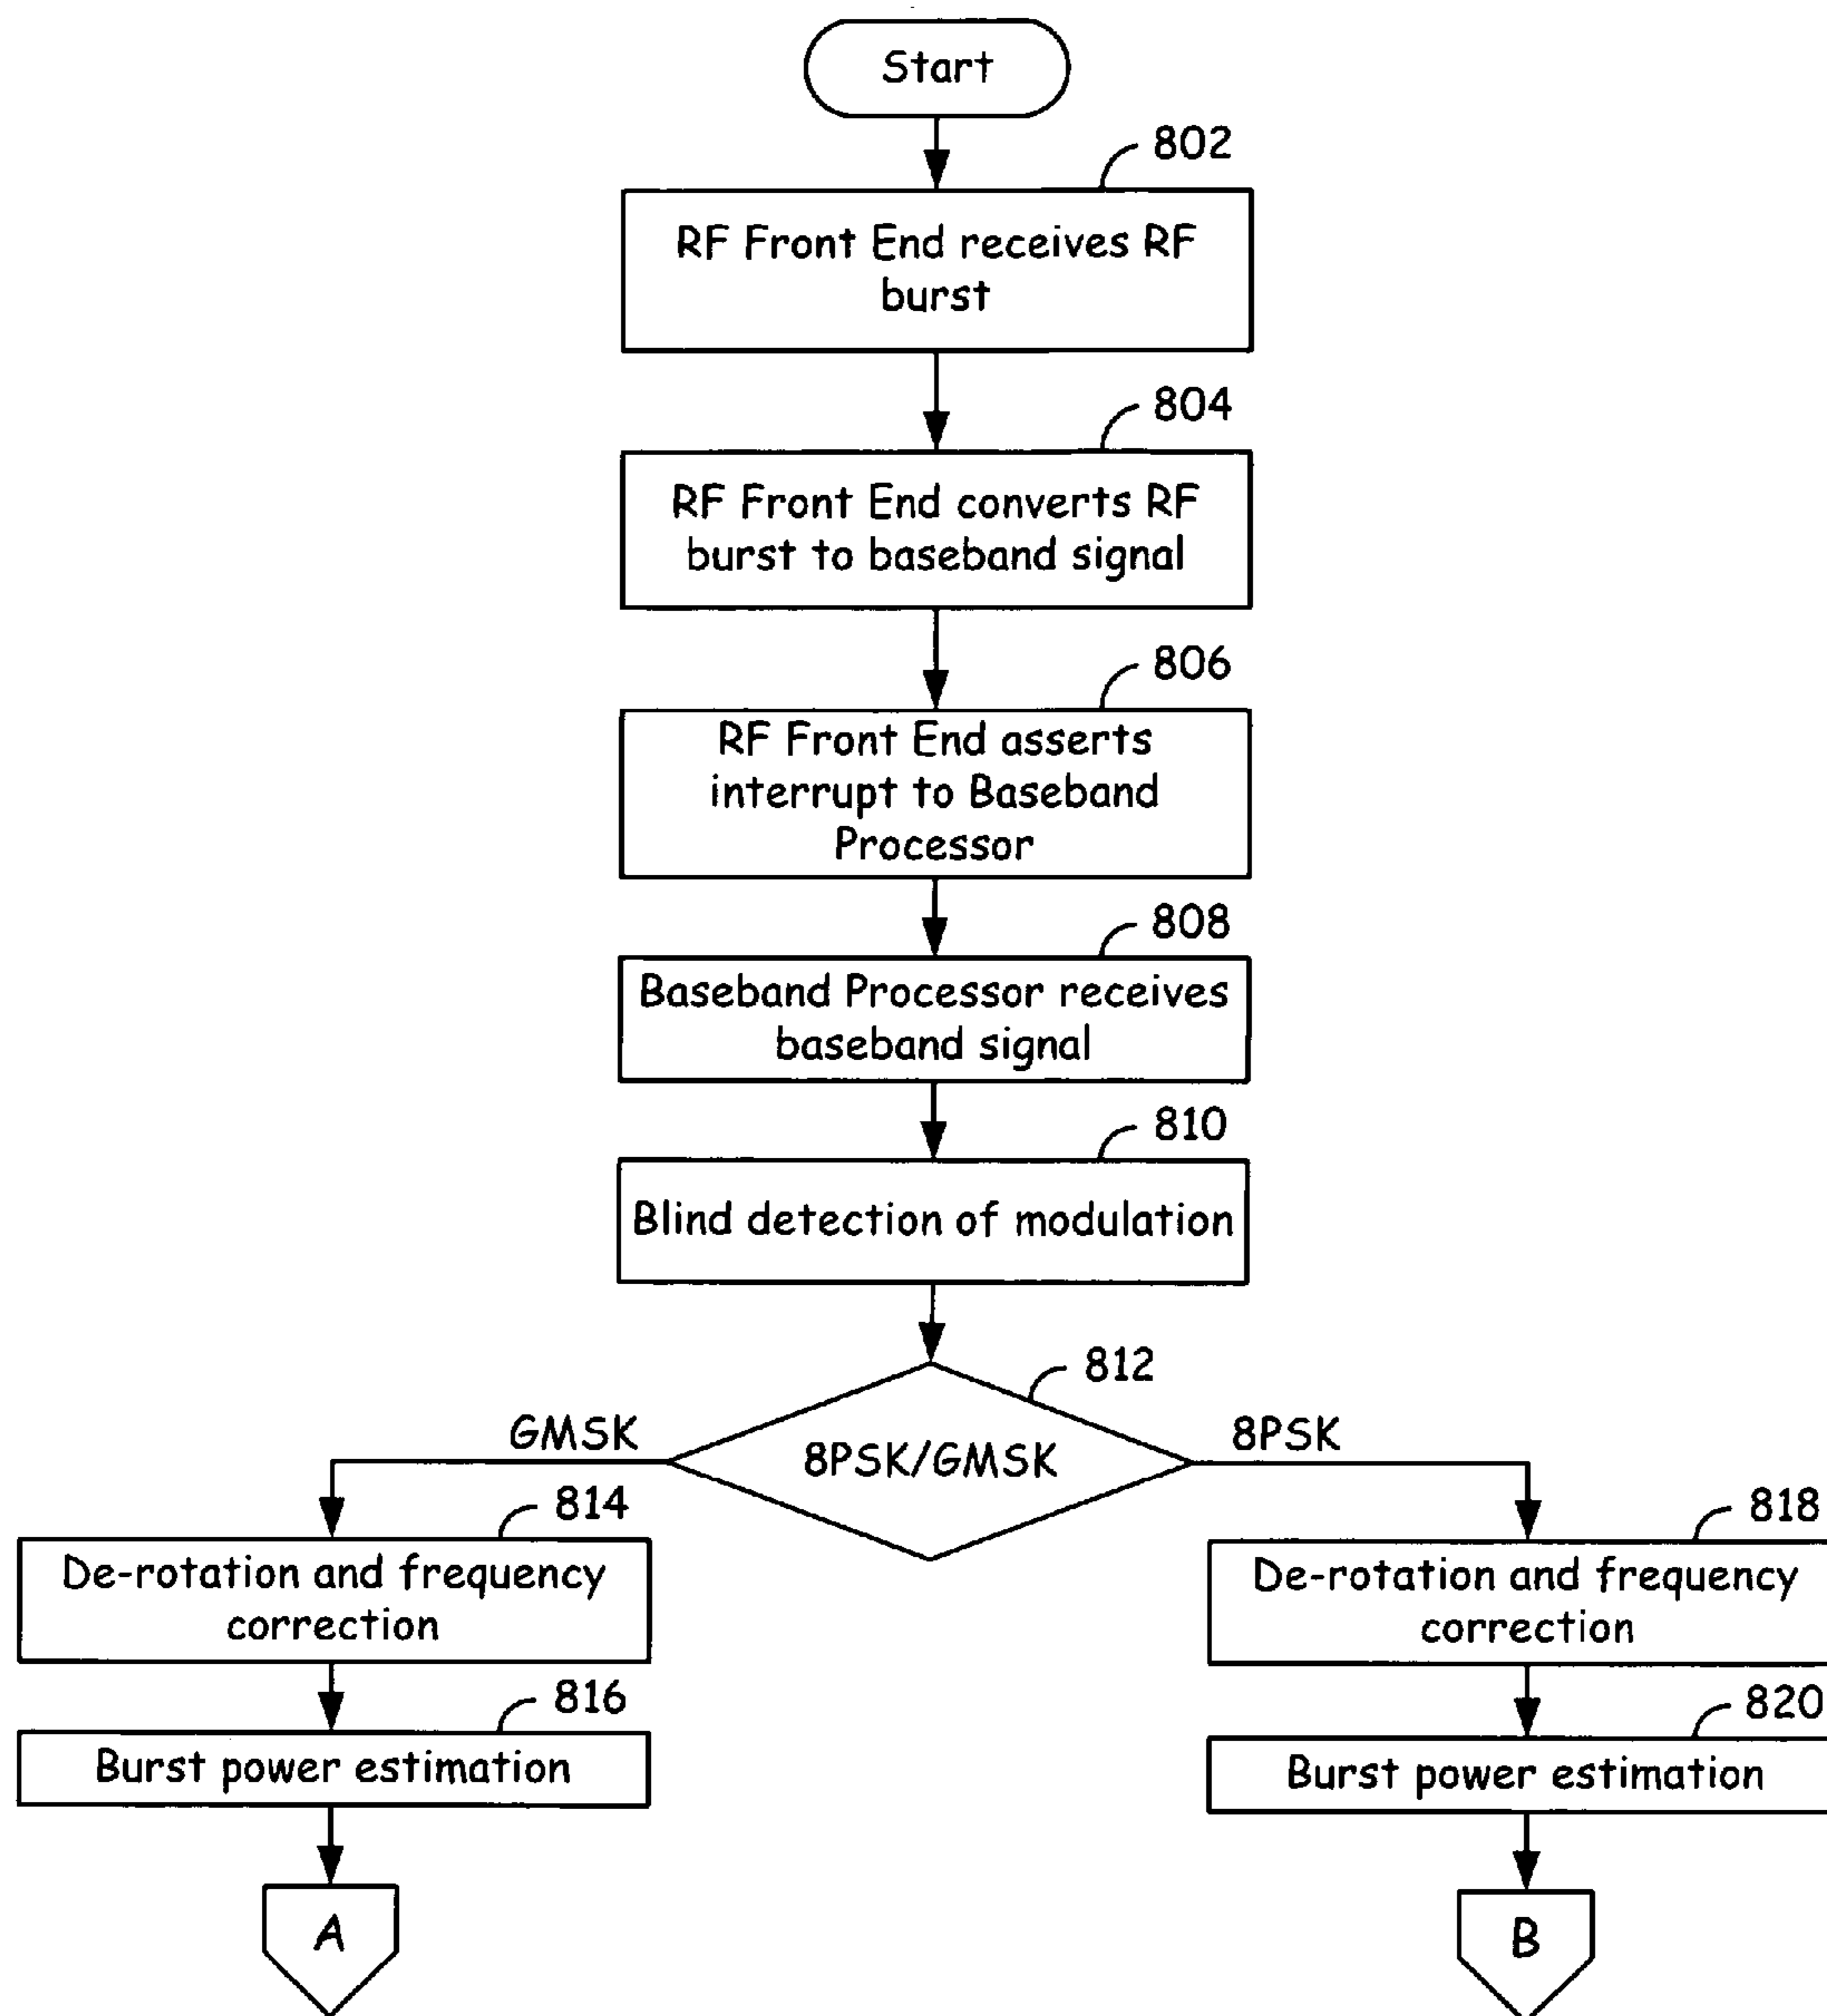 Start
802
RF Front End receives RF
burst
804
RF Front End converts RF
burst to baseband signal
806
RF Front End asserts
interrupt to Baseband
Processor
808
Baseband Processor receives
baseband signal
810
Blind detection of modulation
812
8PSK/GMSK
GMSK
8PSK
814
De-rotation and frequency
correction
816
Burst power estimation
A
818
De-rotation and frequency
correction
820
Burst power estimation
B